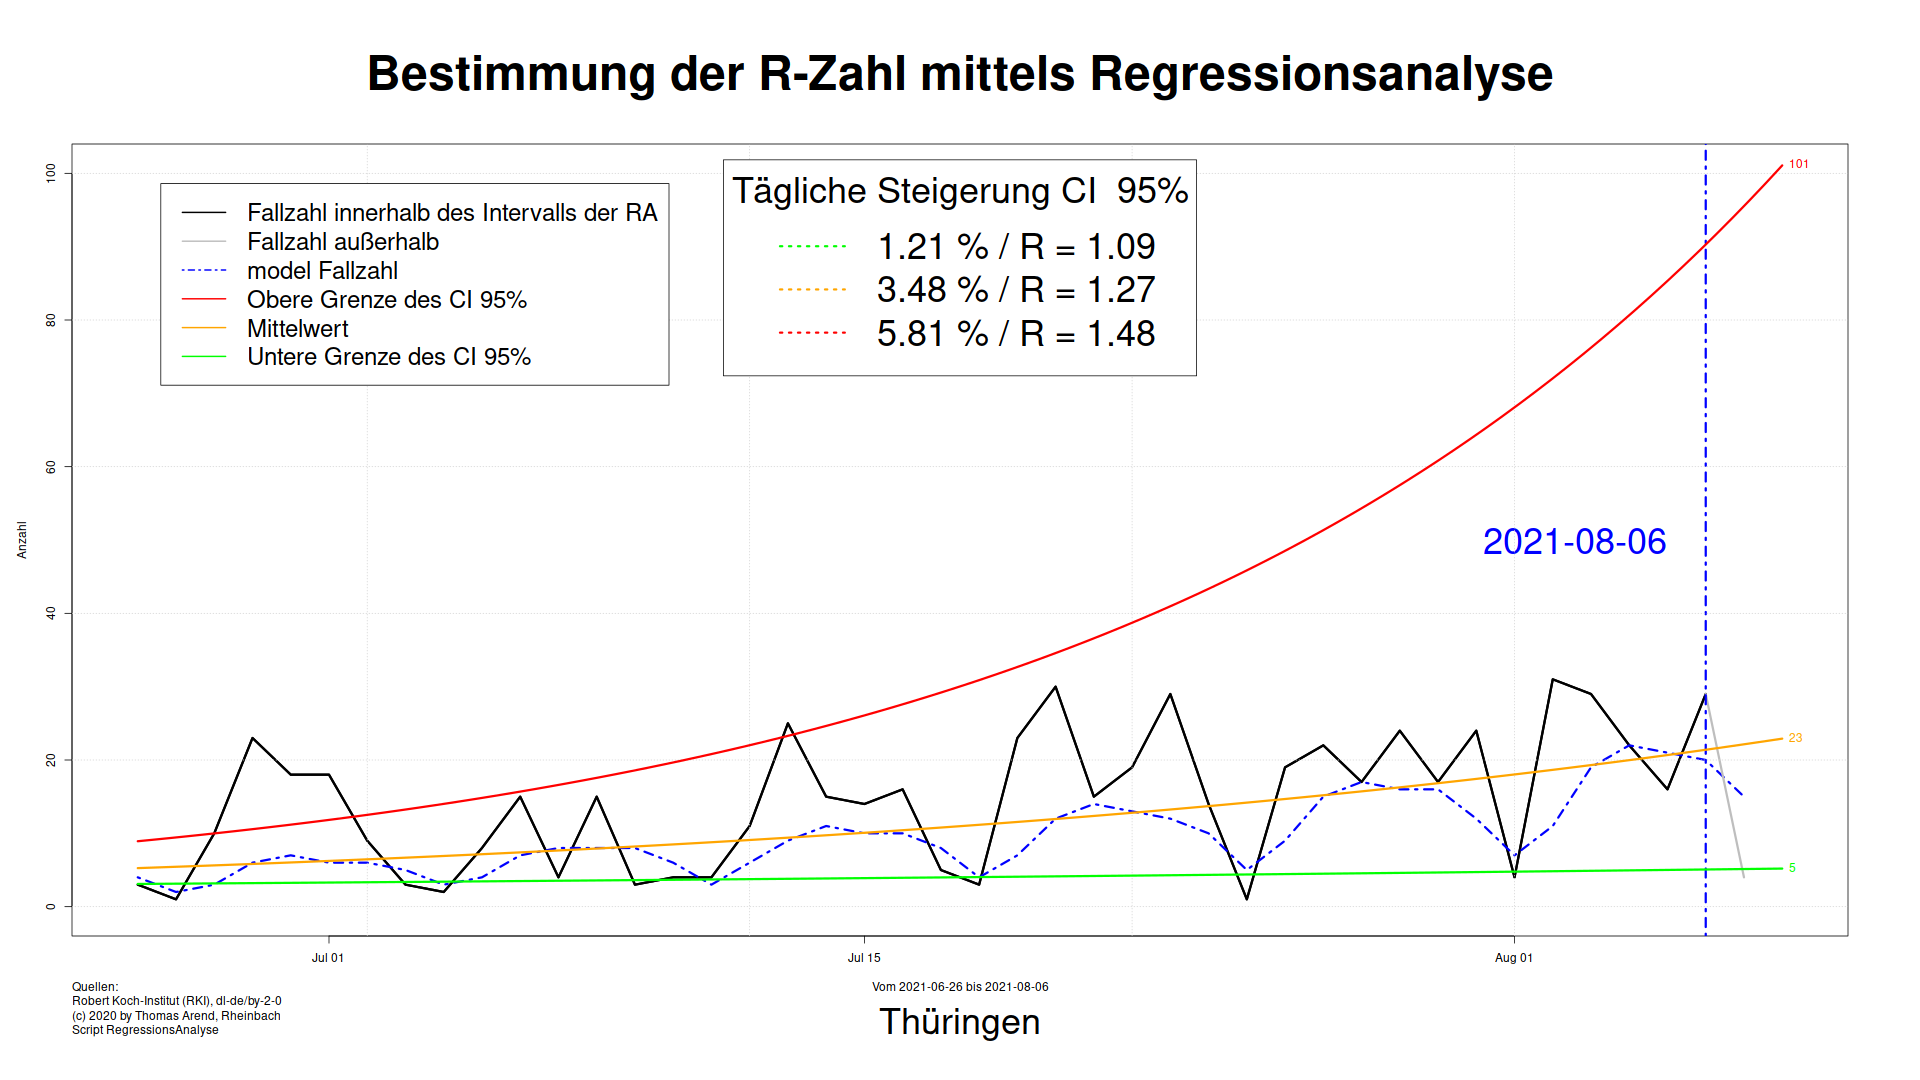 Bestimmung der R-Zahl mittels Regressionsanalyse
Fallzahl innerhalb des Intervalls der RA
Fallzahl außerhalb
model Fallzahl
Obere Grenze des CI 95%
Mittelwert
Untere Grenze des CI 95%
Tägliche Steigerung CI  95%
1.21 % / R = 1.09
3.48 % / R = 1.27
5.81 % / R = 1.48
101
23
5
2021-08-06
Anzahl
100
80
60
40
20
0
Jul 01
Jul 15
Aug 01
Quellen:
Robert Koch-Institut (RKI), dl-de/by-2-0
(c) 2020 by Thomas Arend, Rheinbach
Script RegressionsAnalyse
Vom 2021-06-26 bis 2021-08-06
Thüringen